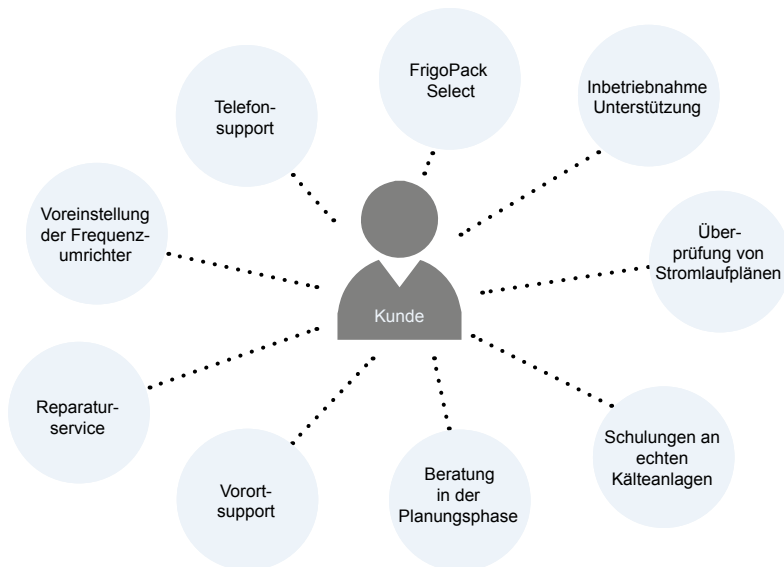 FrigoPack
Select
Inbetriebnahme
Unterstützung
Telefon-
support
Voreinstellung
der Frequenz-
umrichter
Über-
prüfung von
Stromlaufplänen
Kunde
Reparatur-
service
Schulungen an
echten
Kälteanlagen
Vorort-
support
Beratung
in der
Planungsphase